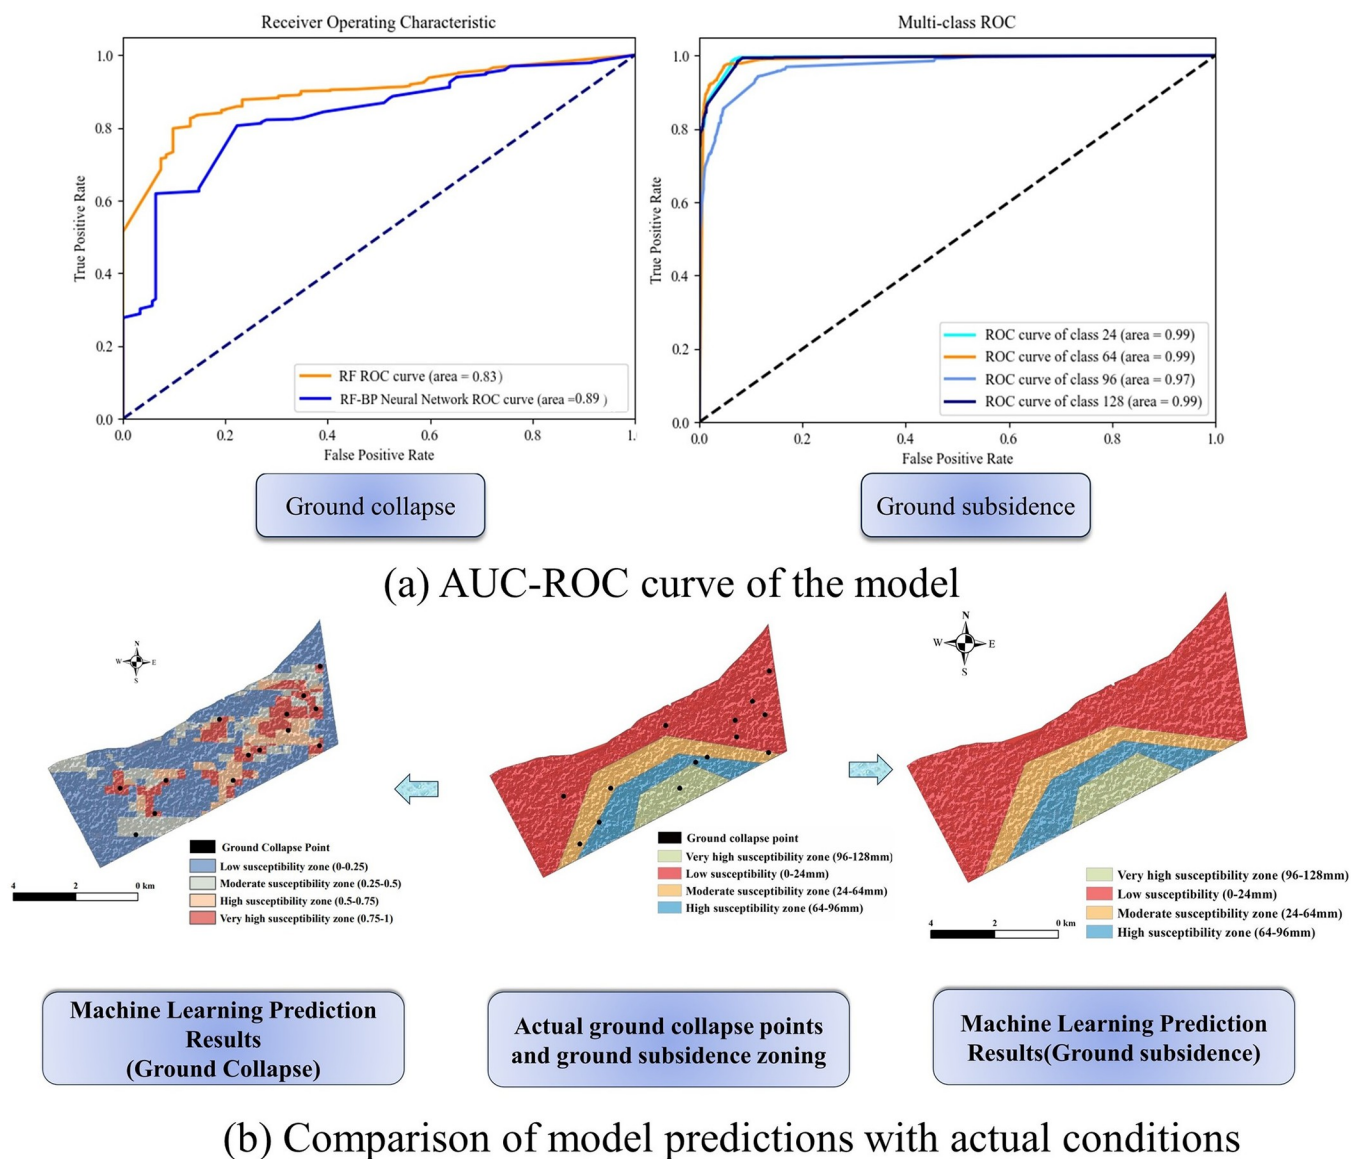 Receiver Operating Characteristic
True Positive Rate
1.0
0.8
0.6
0.4
0.2
0.0
RF ROC curve (area = 0.83)
RF-BP Neural Network ROC curve (area =0.89 )
0.0 0.2 0.4 0.6 0.8 1.
False Positive Rate
Ground collapse
Multi-class ROC
True Positive Rate
1.0
0.8
0.6
0.4
0.2
0.0
ROC curve of class 24 (area = 0.99)
ROC curve of class 64 (area = 0.99)
ROC curve of class 96 (area = 0.97)
ROC curve of class 128 (area = 0.99)
0.0 0.2 0.4 0.6 0.8 1.0
False Positive Rate
Ground subsidence
(a) AUC-ROC curve of the model
N
W E
S
Ground Collapse Point
Low susceptibility zone (0-0.25)
Moderate susceptibility zone (0.25-0.5)
High susceptibility zone (0.5-0.75)
Very high susceptibility zone (0.75-1)
4 2 0 km
Ground collapse point
Very high susceptibility zone (96-128mm)
Low susceptibility (0-24mm)
Moderate susceptibility zone (24-64mm)
High susceptibility zone (64-96mm)
N
W E
S
Very high susceptibility zone (96-128mm)
Low susceptibility (0-24mm)
Moderate susceptibility zone (24-64mm)
High susceptibility zone (64-96mm)
4 2 0 km
Machine Learning Prediction
Results
(Ground Collapse)
Actual ground collapse points
and ground subsidence zoning
Machine Learning Prediction
Results(Ground subsidence)
(b) Comparison of model predictions with actual conditions